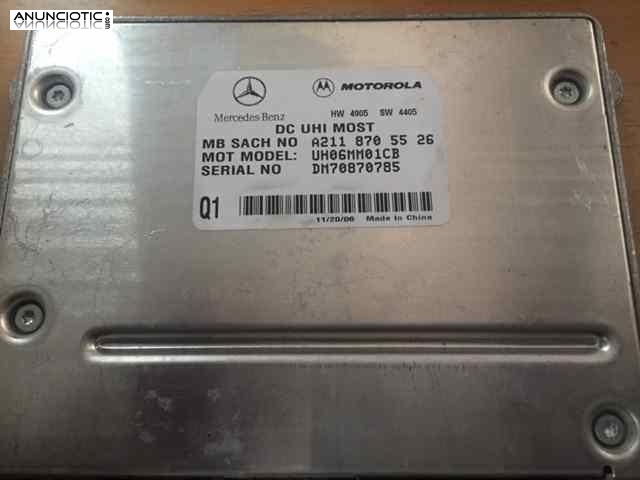 ANUNCIOTIC.com
Mercedes-Benz
MOTOROLA
HW 4905 SW 4405
DC UHI MOST
MB SACH NO A211 870 55 26
MOT MODEL: UH06MM01CB
SERIAL NO DM70870785
Q1
11/20/06 Made in China